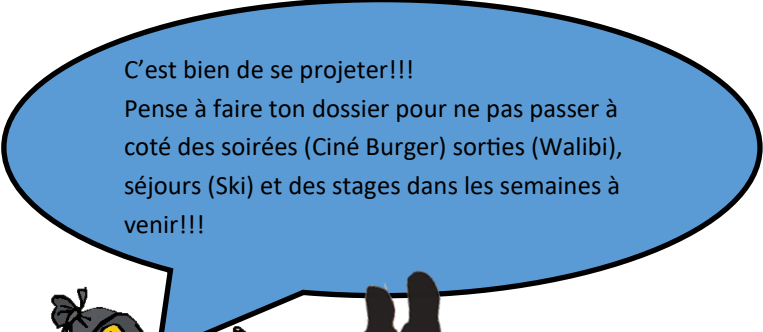 C’est bien de se projeter!!!
Pense à faire ton dossier pour ne pas passer à
coté des soirées (Ciné Burger) sorties (Walibi),
séjours (Ski) et des stages dans les semaines à
venir!!!